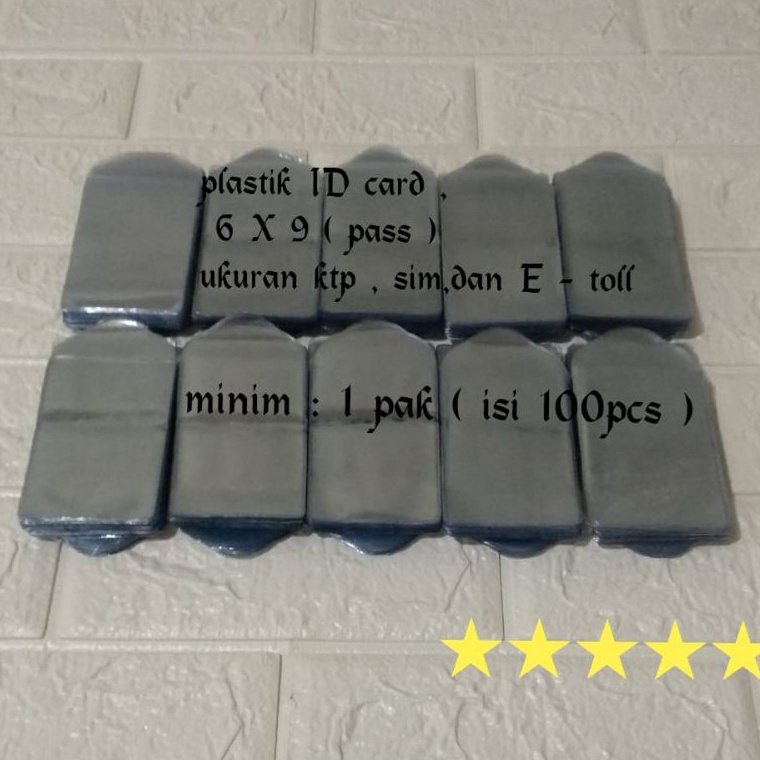 plastik ID card ,
6 X 9 ( pass )
ukuran ktp , sim,dan E - toll
minim : 1 pak ( isi 100pcs )